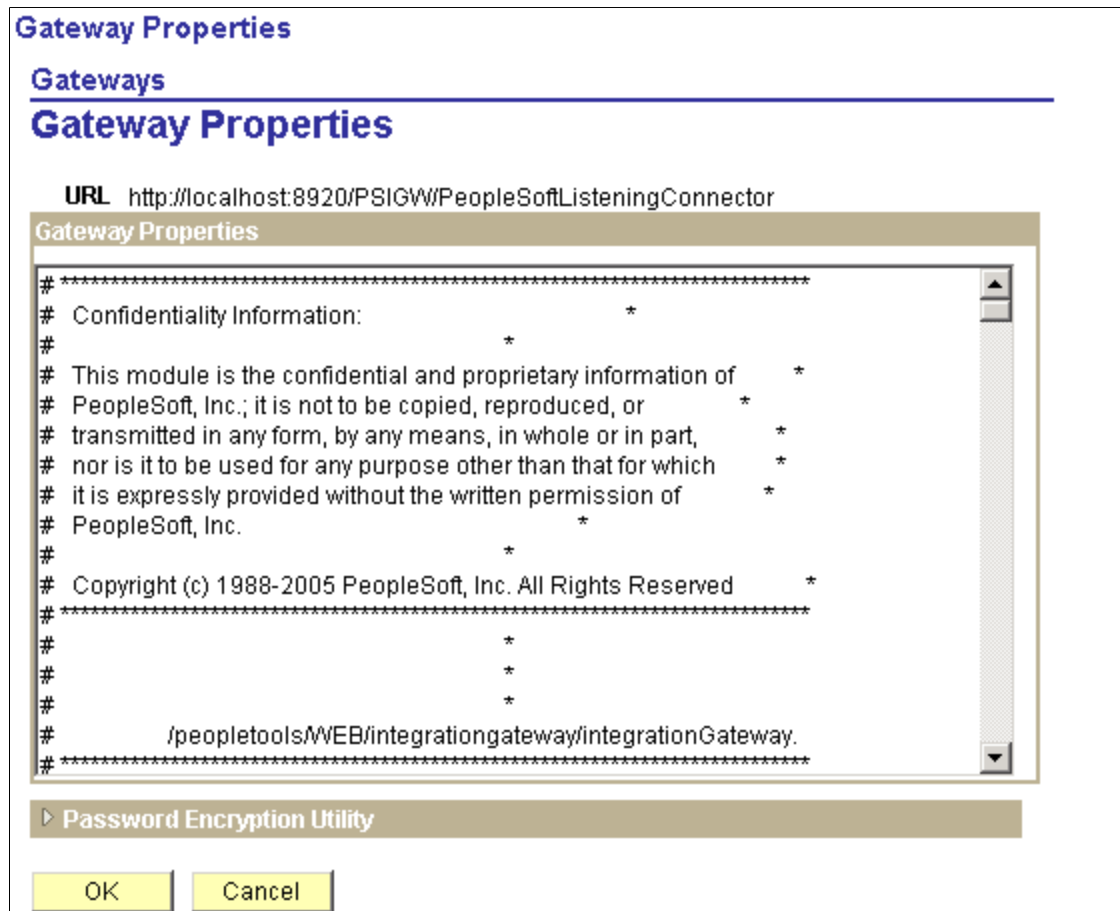 Gateway Properties
Gateways
Gateway Properties
URL http://localhost:8920/PSIGW/PeopleSoftListeningConnector
Gateway Properties
# **************************************************************************
# Confidentiality Information: *
# *
# This module is the confidential and proprietary information of *
# PeopleSoft, Inc.; it is not to be copied, reproduced, or *
# transmitted in any form, by any means, in whole or in part, *
# nor is it to be used for any purpose other than that for which *
# it is expressly provided without the written permission of *
# PeopleSoft, Inc. *
# *
# Copyright (c) 1988-2005 PeopleSoft, Inc. All Rights Reserved *
# **************************************************************************
# *
# *
# *
# /peopletools/WEB/integrationgateway/integrationGateway.
# **************************************************************************
Password Encryption Utility
OK Cancel